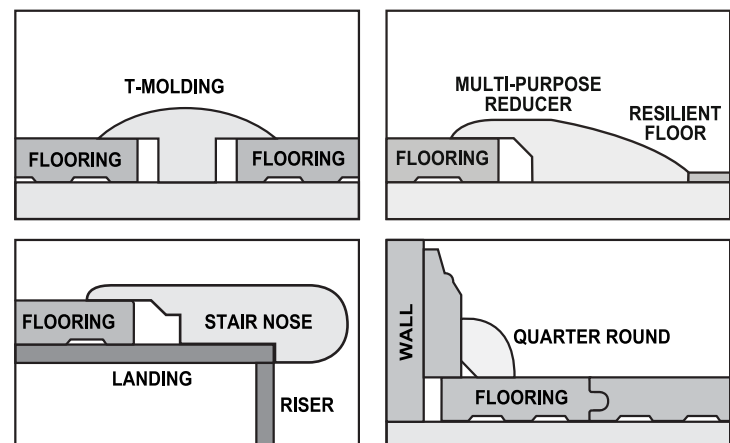 T-MOLDING
FLOORING
FLOORING
MULTI-PURPOSE
REDUCER
RESILIENT
FLOOR
FLOORING
FLOORING
STAIR NOSE
LANDING
RISER
WALL
QUARTER ROUND
FLOORING